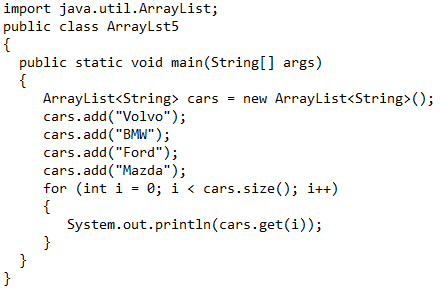 import java.util.ArrayList;
public class ArrayLst5
{
  public static void main(String[] args)
  {
     ArrayList<String> cars = new ArrayList<String>();
     cars.add("Volvo");
     cars.add("BMW");
     cars.add("Ford");
     cars.add("Mazda");
     for (int i = 0; i < cars.size(); i++)
     {
        System.out.println(cars.get(i));
     }
  }
}